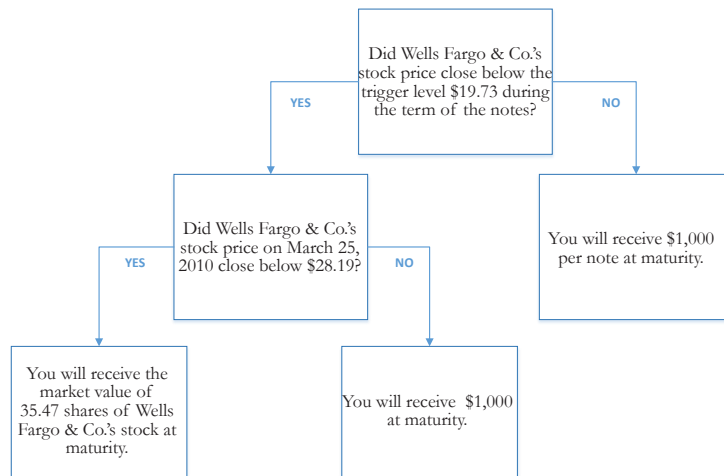 Did Wells Fargo & Co.'s
stock price close below the
trigger level $19.73 during
the term of the notes?
YES
NO
Did Wells Fargo & Co.'s
stock price on March 25,
2010 close below $28.19?
You will receive $1,000
per note at maturity.
YES
NO
You will receive the
market value of
35.47 shares of Wells
Fargo & Co.'s stock at
maturity.
You will receive $1,000
at maturity.